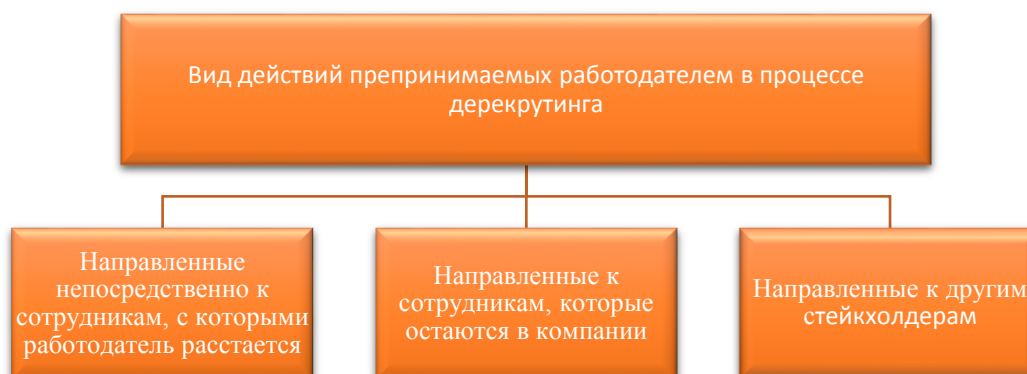 Вид действий препринимаемых работодателем в процессе
дерекрутинга
Направленные
непосредственно к
сотрудникам, с которыми
работодатель расстается
Направленные к
сотрудникам, которые
остаются в компании
Направленные к другим
стейкхолдерам